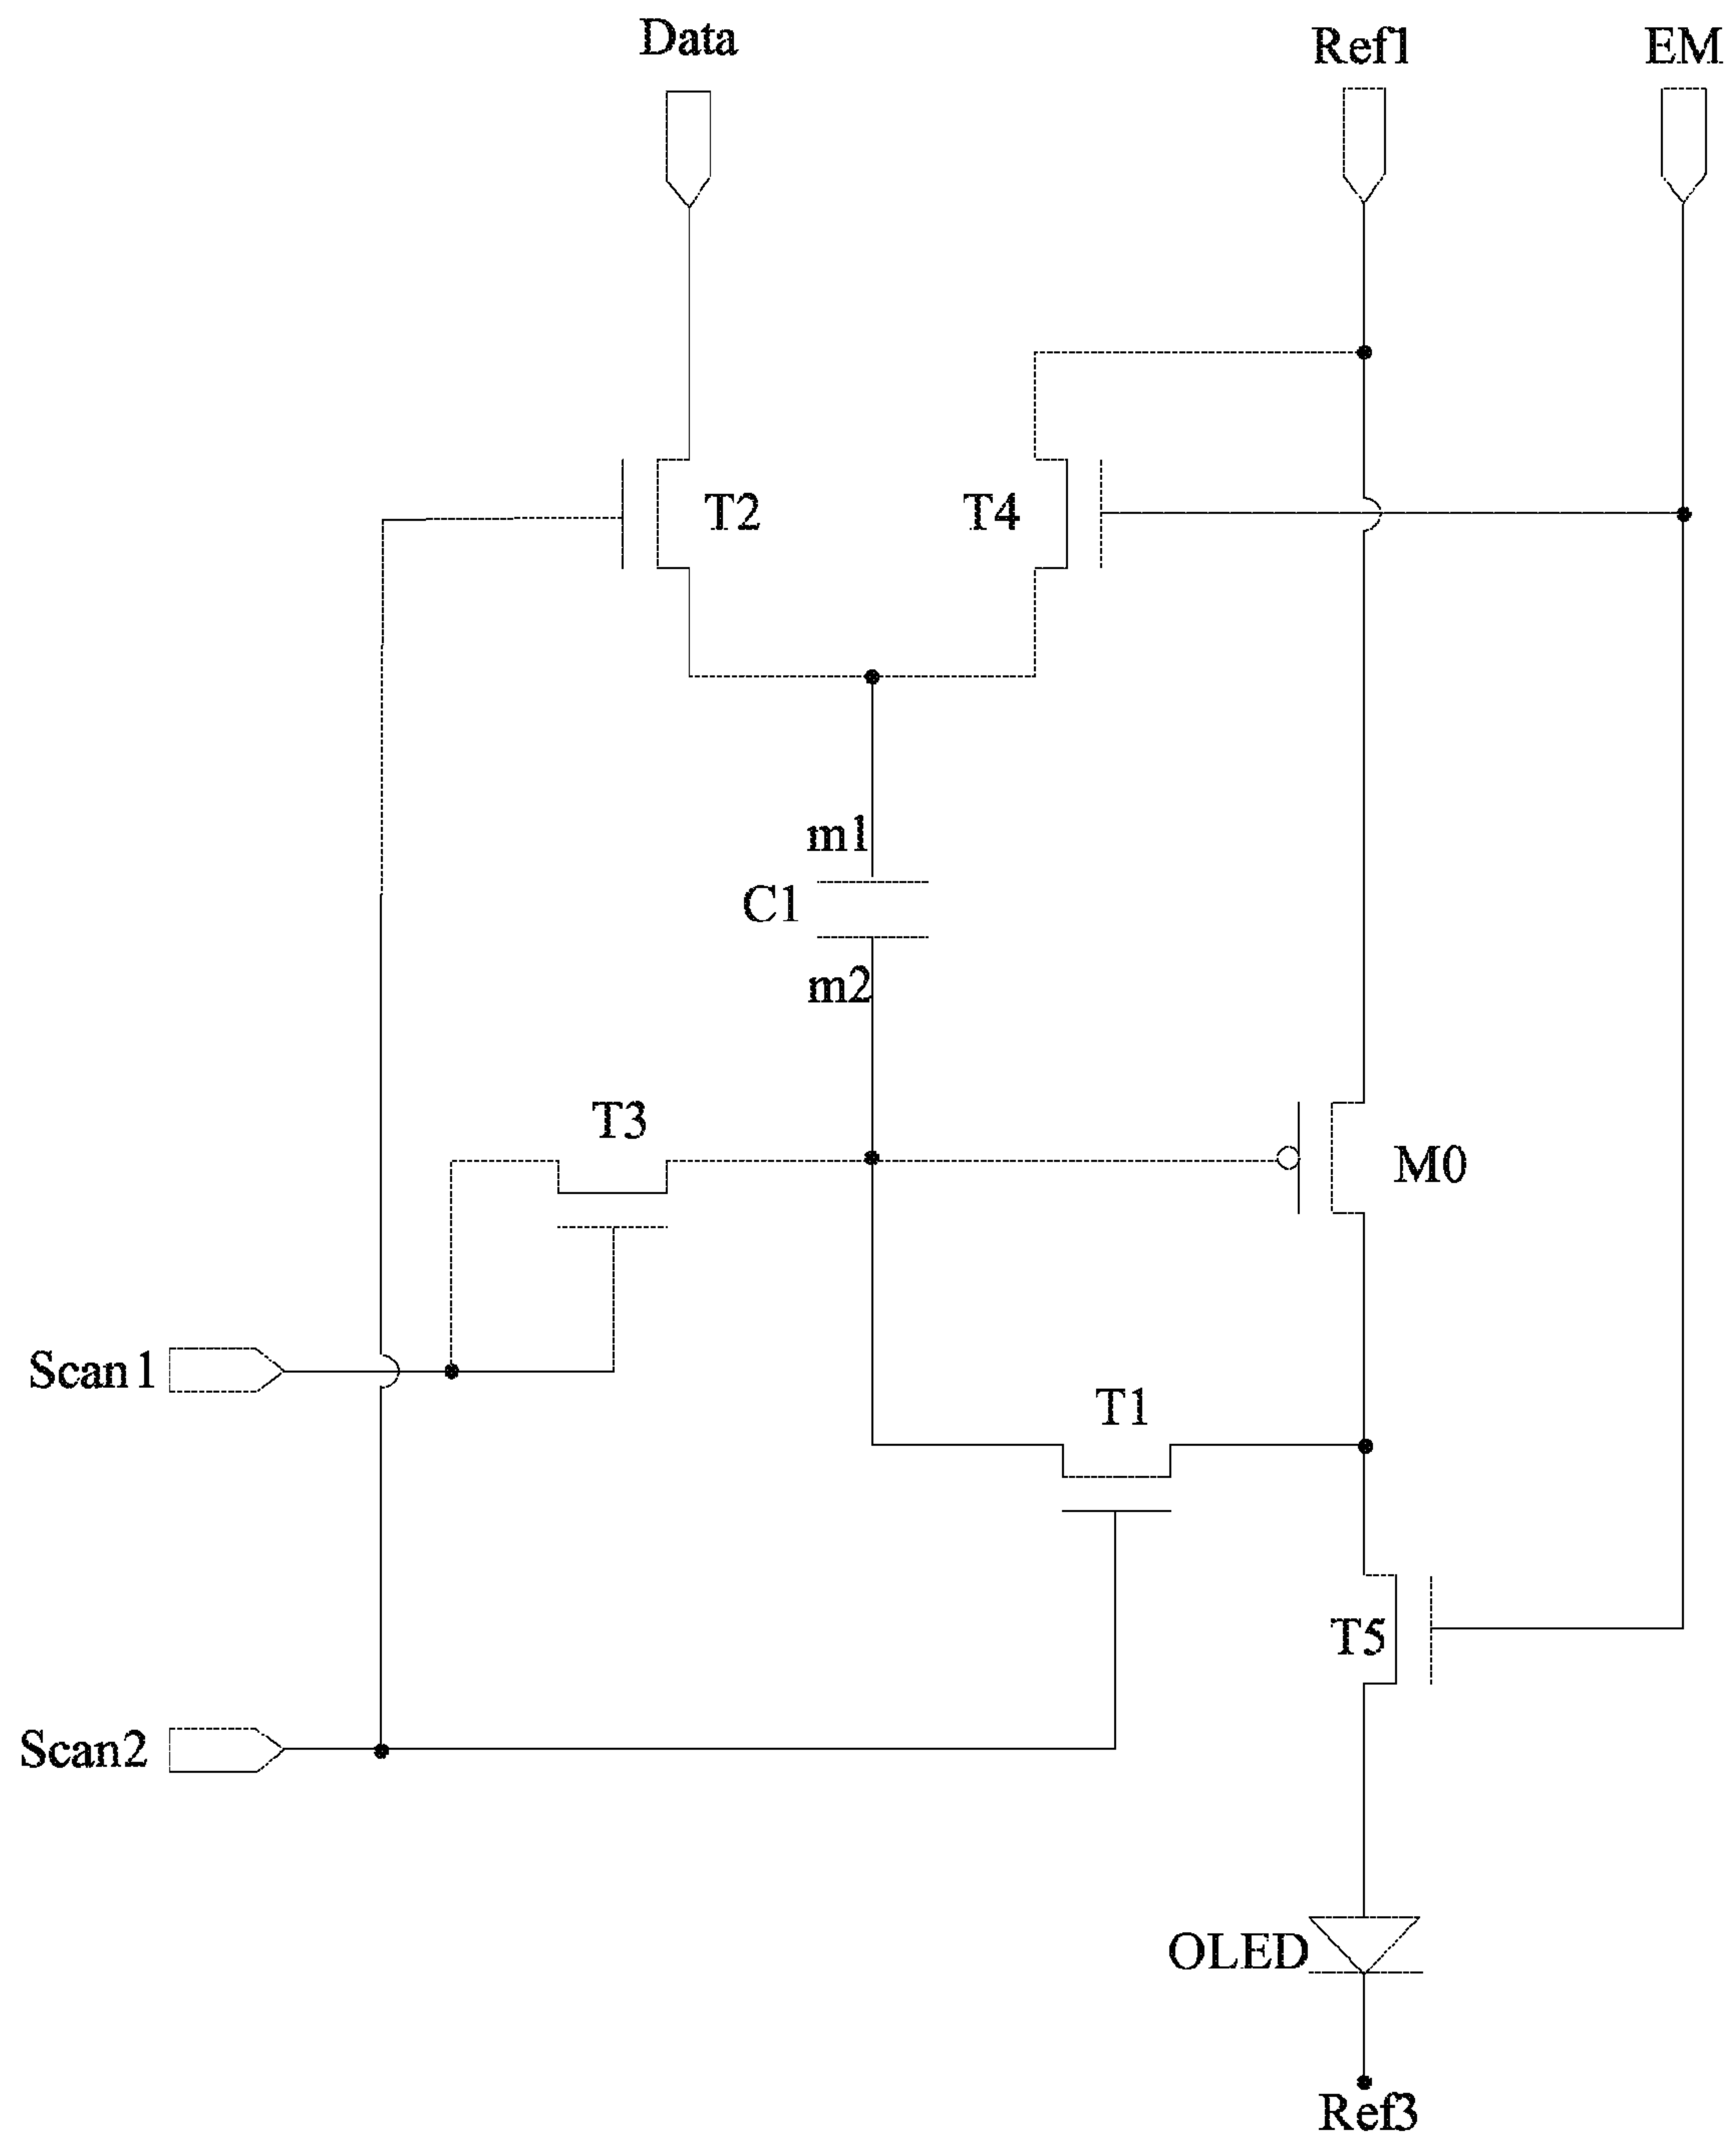 Data
Ref1
EM
T2
T4
m1
C1
m2
T3
M0
Scan1
T1
T5
Scan2
OLED
Ref3